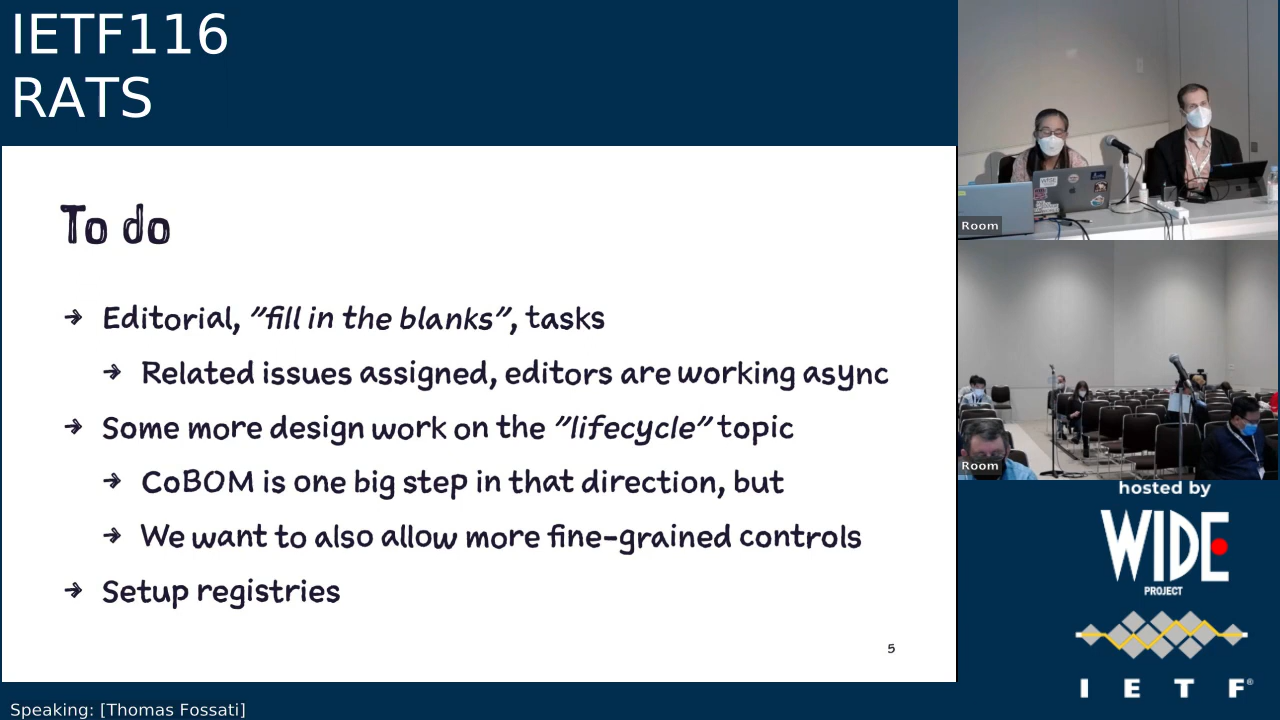 IETF116
RATS
To do
→ Editorial, ”fill in the blanks”, tasks
→ Related issues assigned, editors are working async
→ Some more design work on the ”lifecycle” topic
→ CoBOM is one big step in that direction, but
→ We want to also allow more fine-grained controls
→ Setup registries
5
Speaking: [Thomas Fossati]
Room
Room
hosted by
WIDE
PROJECT
I E T F®